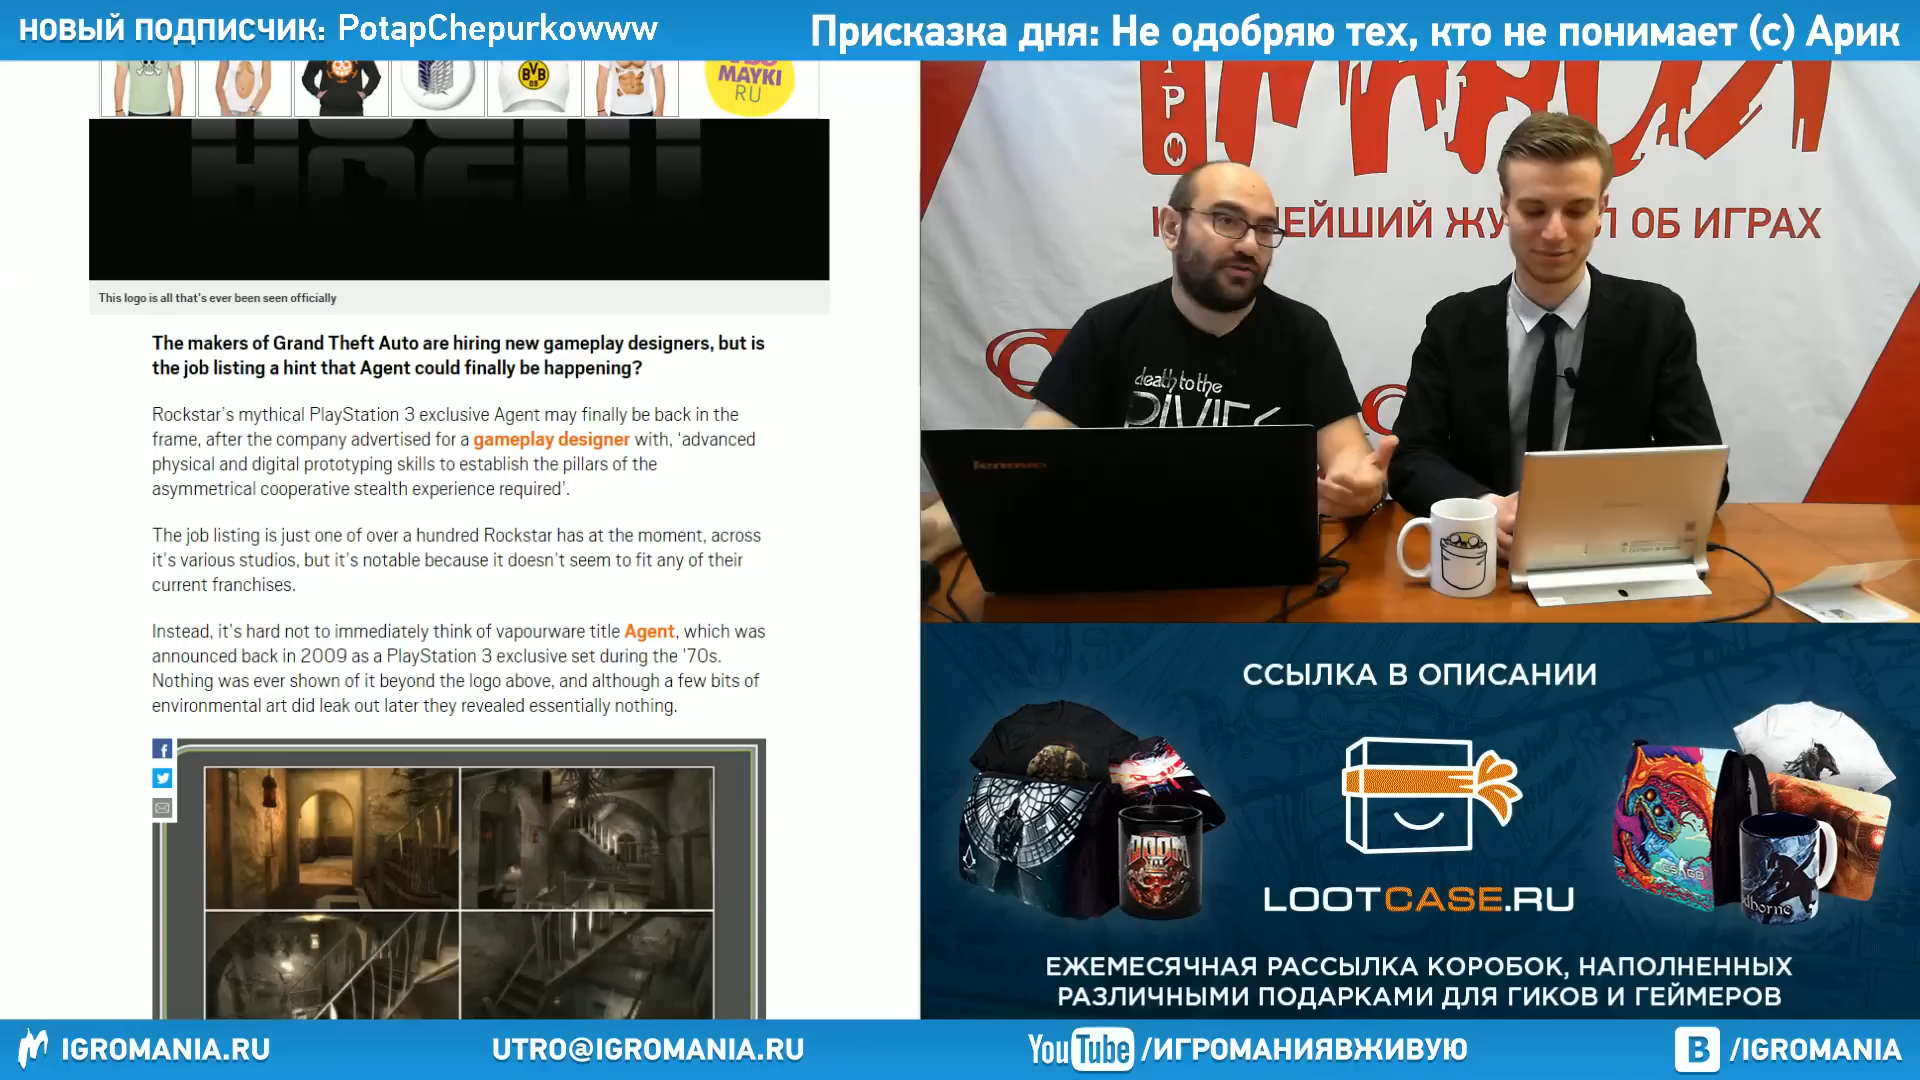 НОВЫЙ ПОДПИСЧИК: PotapChepurkowww
Присказка дня: Не одобряю тех, кто не понимает (с) Арик
BVB
09
MAYKI
RU
This logo is all that's ever been seen officially
The makers of Grand Theft Auto are hiring new gameplay designers, but is
the job listing a hint that Agent could finally be happening?
Rockstar's mythical PlayStation 3 exclusive Agent may finally be back in the
frame, after the company advertised for a gameplay designer with, 'advanced
physical and digital prototyping skills to establish the pillars of the
asymmetrical cooperative stealth experience required'.
The job listing is just one of over a hundred Rockstar has at the moment, across
it's various studios, but it's notable because it doesn't seem to fit any of their
current franchises.
Instead, it's hard not to immediately think of vapourware title Agent, which was
announced back in 2009 as a PlayStation 3 exclusive set during the '70s.
Nothing was ever shown of it beyond the logo above, and although a few bits of
environmental art did leak out later they revealed essentially nothing.
ОБ ИГРАХ
death to the
PIXIES
lenovo
ССЫЛКА В ОПИСАНИИ
DOOM
CS:GO
LOOTCASE.RU
ЕЖЕМЕСЯЧНАЯ РАССЫЛКА КОРОБОК, НАПОЛНЕННЫХ
РАЗЛИЧНЫМИ ПОДАРКАМИ ДЛЯ ГИКОВ И ГЕЙМЕРОВ
IGROMANIA.RU
UTRO@IGROMANIA.RU
YouTube /ИГРОМАНИЯВЖИВУЮ
B /IGROMANIA